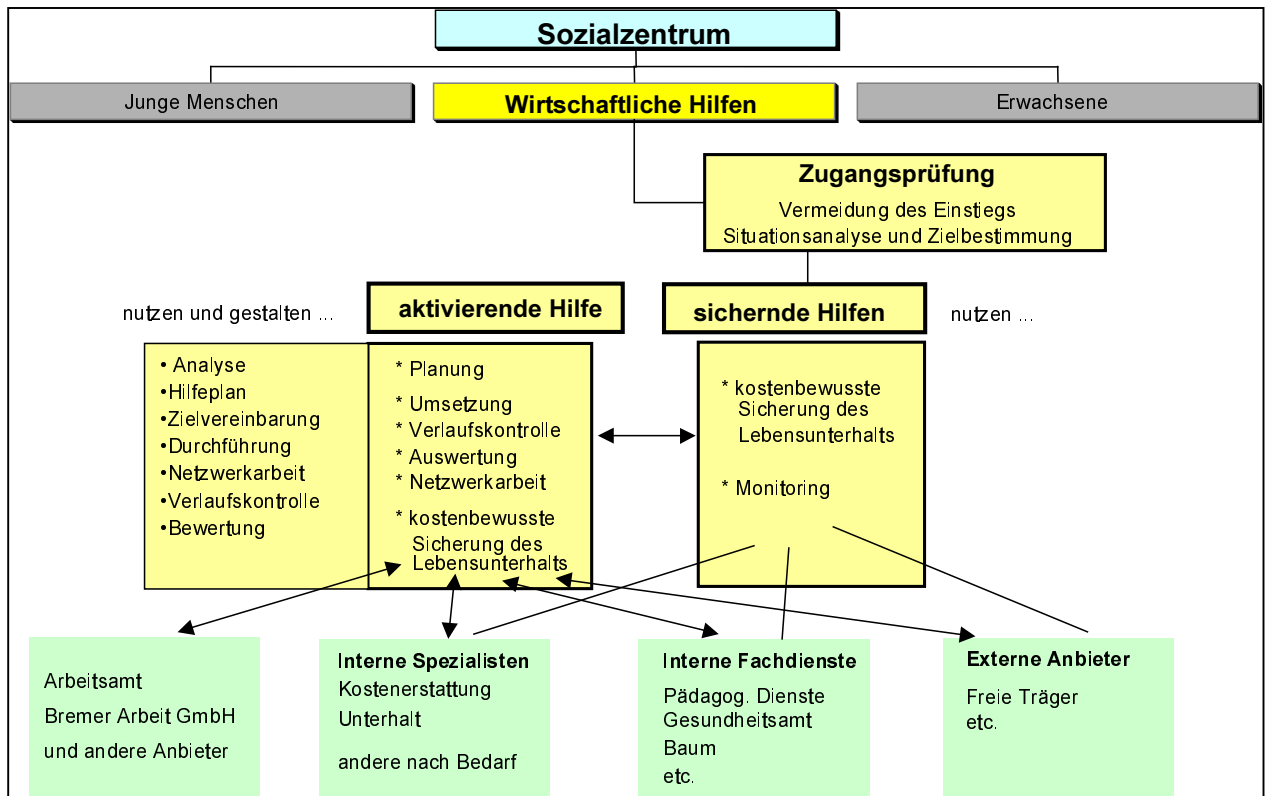 Sozialzentrum
Junge Menschen
Wirtschaftliche Hilfen
Erwachsene
Zugangsprüfung
Vermeidung des Einstiegs
Situationsanalyse und Zielbestimmung
nutzen und gestalten ...
aktivierende Hilfe
sichernde Hilfen
nutzen ...
• Analyse
•Hilfeplan
•Zielvereinbarung
•Durchführung
•Netzwerkarbeit
•Verlaufskontrolle
•Bewertung
* Planung
* Umsetzung
* Verlaufskontrolle
* Auswertung
* Netzwerkarbeit
* kostenbewusste
Sicherung des
Lebensunterhalts
* kostenbewusste
Sicherung des
Lebensunterhalts
* Monitoring
Arbeitsamt
Bremer Arbeit GmbH
und andere Anbieter
Interne Spezialisten
Kostenerstattung
Unterhalt
andere nach Bedarf
Interne Fachdienste
Pädagog. Dienste
Gesundheitsamt
Baum
etc.
Externe Anbieter
Freie Träger
etc.